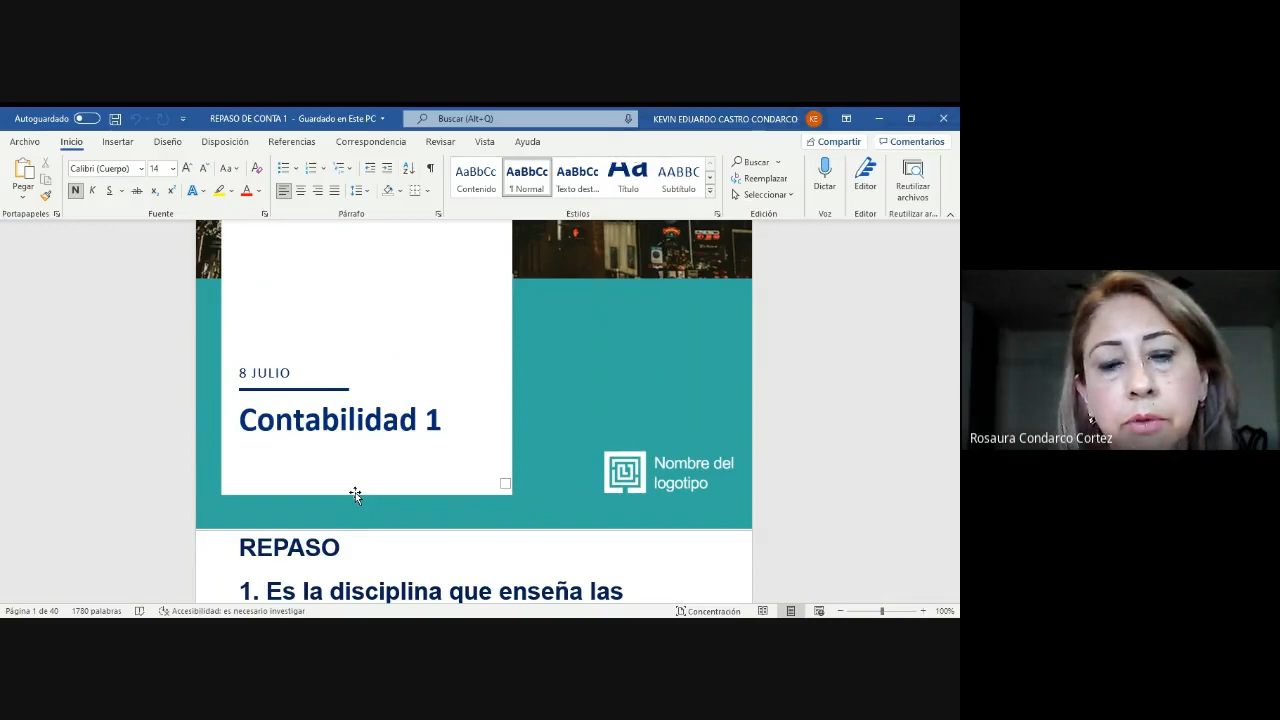 Autoguardado
REPASO DE CONTA 1 - Guardado en Este PC
Buscar (Alt+Q)
KEVIN EDUARDO CASTRO CONDARCO
KE
Archivo Inicio Insertar Diseño Disposición Referencias Correspondencia Revisar Vista Ayuda
Compartir Comentarios
Pegar
Calibri (Cuerpo) 14
AaBbCc AaBbCc AaBbCc Aa AABBC
Contenido ¶ Normal Texto dest... Título Subtítulo
Buscar
Reemplazar
Seleccionar
Dictar Editor Reutilizar archivos
Portapapeles Fuente Párrafo Estilos Edición Voz Editor Reutilizar ar...
8 JULIO
Contabilidad 1
Nombre del
logotipo
REPASO
1. Es la disciplina que enseña las
Página 1 de 40 1780 palabras Accesibilidad: es necesario investigar Concentración 100%
Rosaura Condarco Cortez